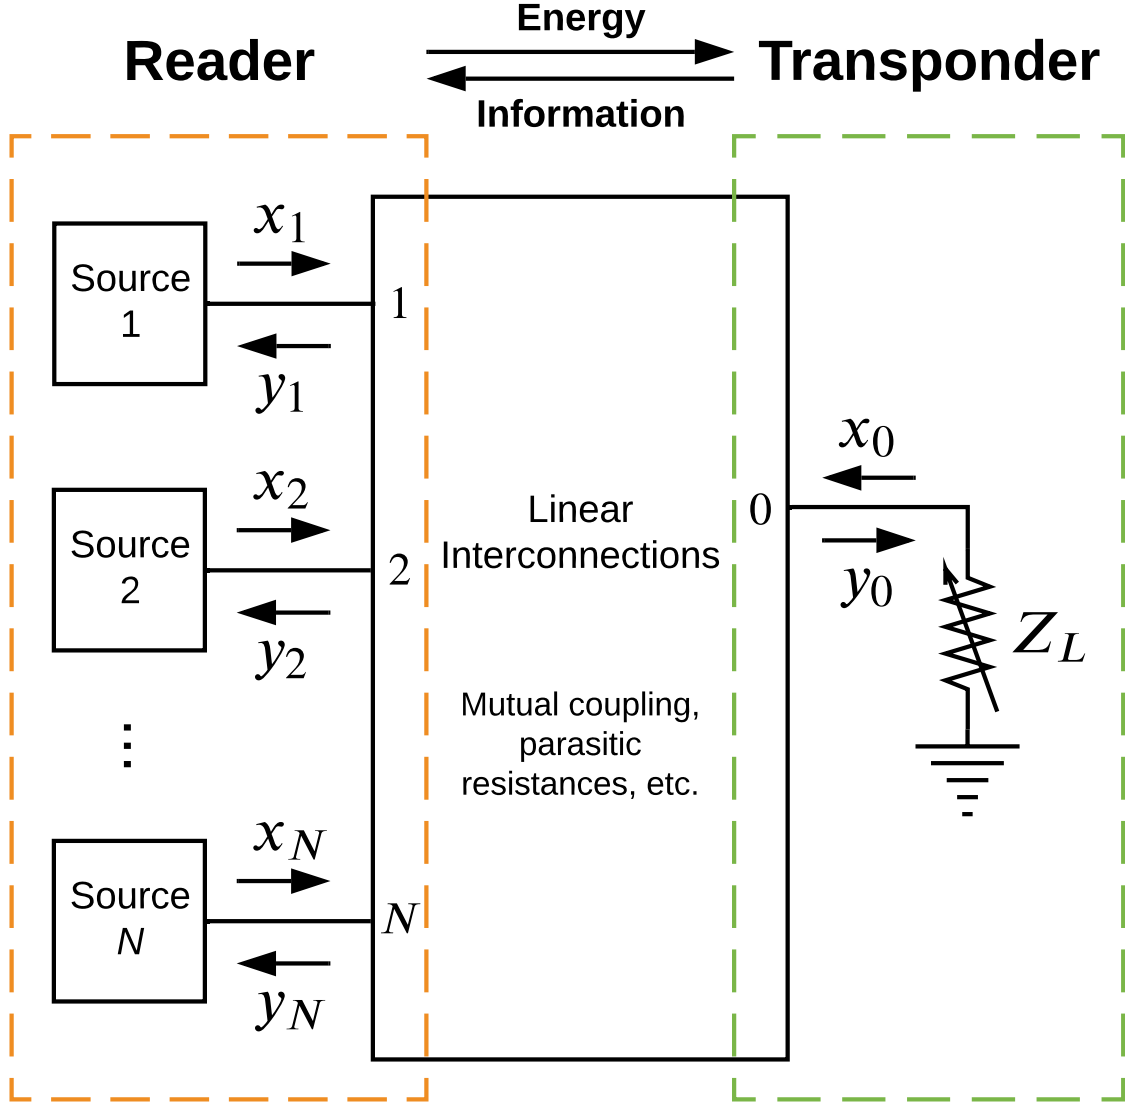 Reader
Energy
Information
Transponder
x1
Source
1
1
y1
x2
Source
2
2
y2
⋮
xN
Source
N
N
yN
Linear
Interconnections
Mutual coupling,
parasitic
resistances, etc.
x0
0
y0
ZL